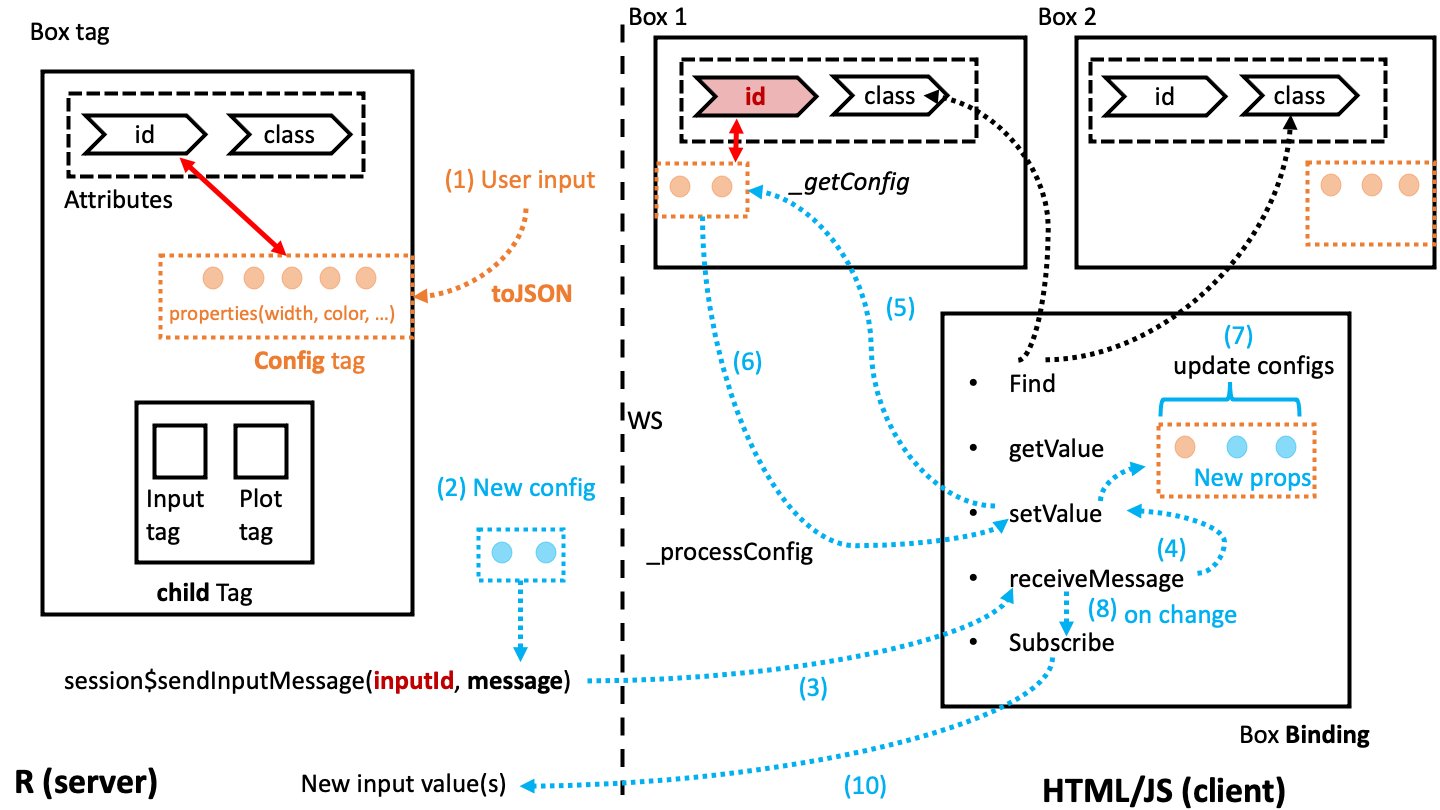 Box tag
id
class
Attributes
(1) User input
toJSON
properties(width, color, …)
Config tag
Input
tag
Plot
tag
child Tag
(2) New config
session$sendInputMessage(inputId, message)
R (server)
New input value(s)
WS
Box 1
id
class
_getConfig
Box 2
id
class
(5)
(6)
_processConfig
(7)
update configs
New props
• Find
• getValue
• setValue
(4)
• receiveMessage
(8) on change
• Subscribe
(3)
Box Binding
(10)
HTML/JS (client)